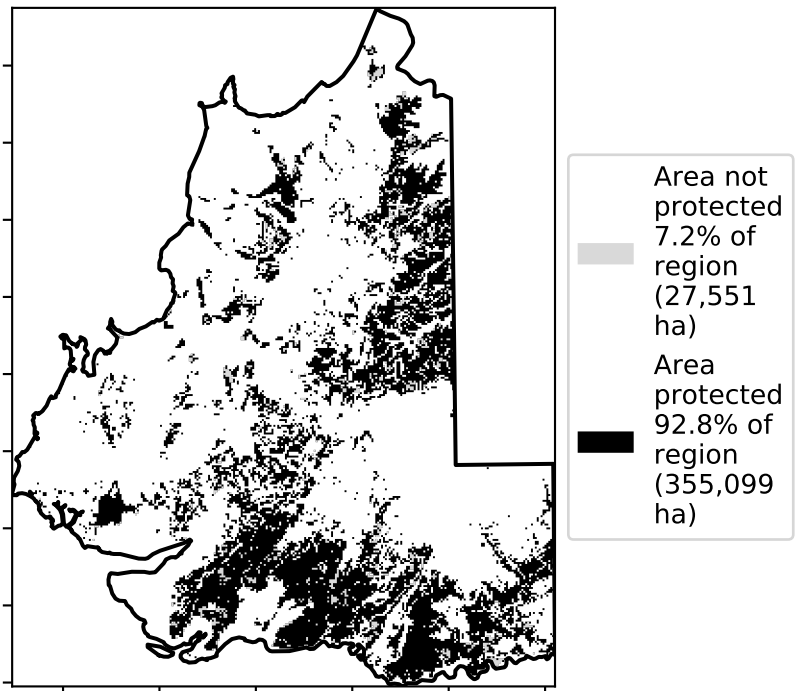 Area not
protected
7.2% of
region
(27,551
ha)
Area
protected
92.8% of
region
(355,099
ha)